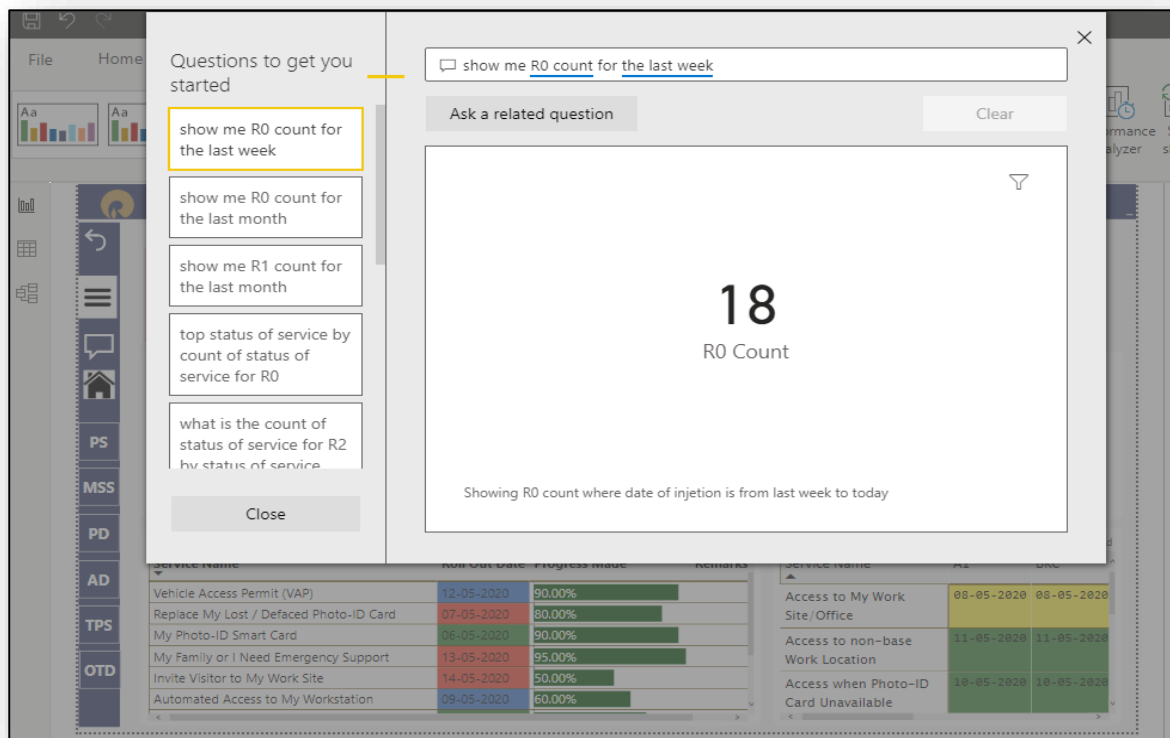 File
Home
Aa
Aa
Questions to get you
started
show me R0 count for
the last week
show me R0 count for
the last month
show me R1 count for
the last month
top status of service by
count of status of
service for R0
what is the count of
status of service for R2
by status of service
Close
show me R0 count for the last week
Ask a related question
Clear
18
R0 Count
Showing R0 count where date of injetion is from last week to today
PS
MSS
PD
AD
TPS
OTD
Service Name Roll Out Date Progress Made Remarks
Vehicle Access Permit (VAP) 12-05-2020 90.00%
Replace My Lost / Defaced Photo-ID Card 07-05-2020 80.00%
My Photo-ID Smart Card 06-05-2020 90.00%
My Family or I Need Emergency Support 13-05-2020 95.00%
Invite Visitor to My Work Site 14-05-2020 50.00%
Automated Access to My Workstation 09-05-2020 60.00%
Service Name
Access to My Work
Site/Office
08-05-2020 08-05-2020
Access to non-base
Work Location
11-05-2020 11-05-2020
Access when Photo-ID
Card Unavailable
10-05-2020 10-05-2020